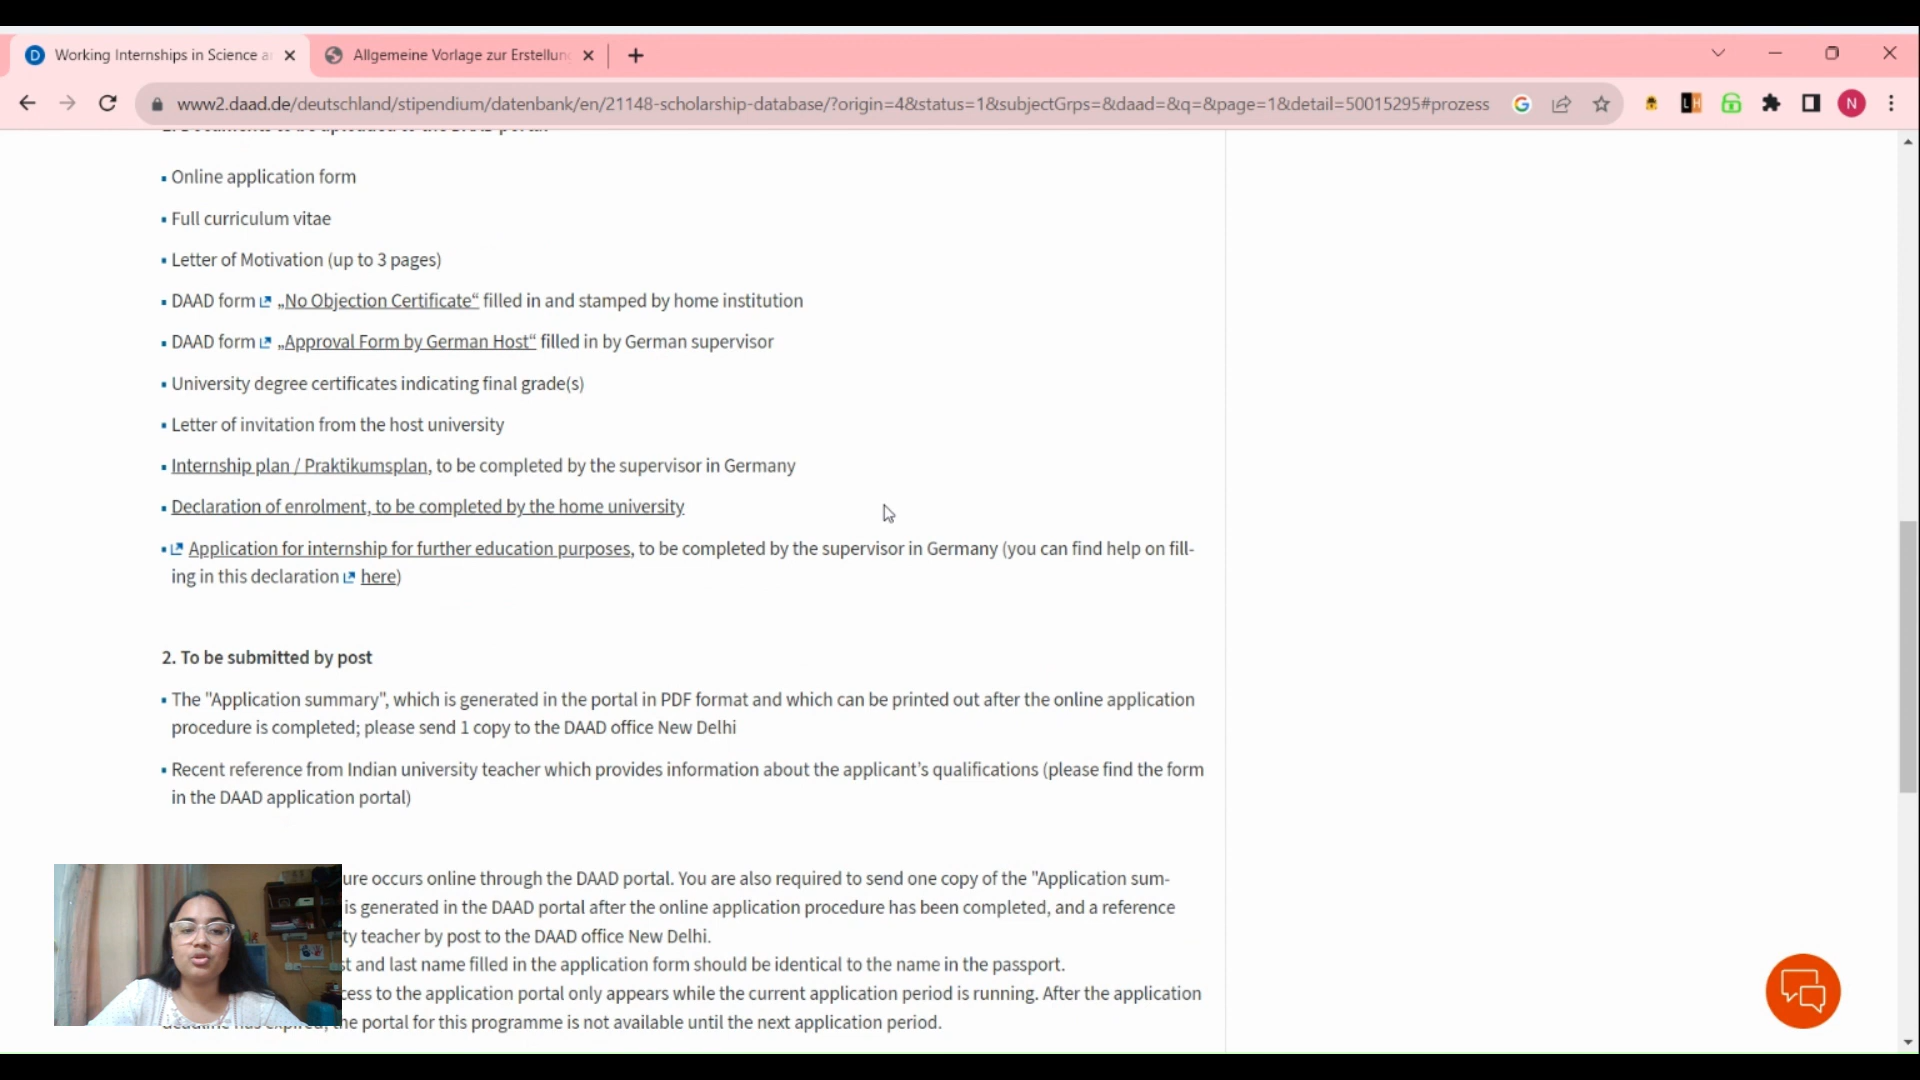 Working Internships in Science a
Allgemeine Vorlage zur Erstellun
www2.daad.de/deutschland/stipendium/datenbank/en/21148-scholarship-database/?origin=4&status=1&subjectGrps=&daad=&q=&page=1&detail=50015295#prozess
Online application form
Full curriculum vitae
Letter of Motivation (up to 3 pages)
DAAD form „No Objection Certificate“ filled in and stamped by home institution
DAAD form „Approval Form by German Host“ filled in by German supervisor
University degree certificates indicating final grade(s)
Letter of invitation from the host university
Internship plan / Praktikumsplan, to be completed by the supervisor in Germany
Declaration of enrolment, to be completed by the home university
Application for internship for further education purposes, to be completed by the supervisor in Germany (you can find help on fill-
ing in this declaration here)
2. To be submitted by post
The "Application summary", which is generated in the portal in PDF format and which can be printed out after the online application
procedure is completed; please send 1 copy to the DAAD office New Delhi
Recent reference from Indian university teacher which provides information about the applicant’s qualifications (please find the form
in the DAAD application portal)
ure occurs online through the DAAD portal. You are also required to send one copy of the "Application sum-
is generated in the DAAD portal after the online application procedure has been completed, and a reference
ty teacher by post to the DAAD office New Delhi.
st and last name filled in the application form should be identical to the name in the passport.
cess to the application portal only appears while the current application period is running. After the application
the portal for this programme is not available until the next application period.